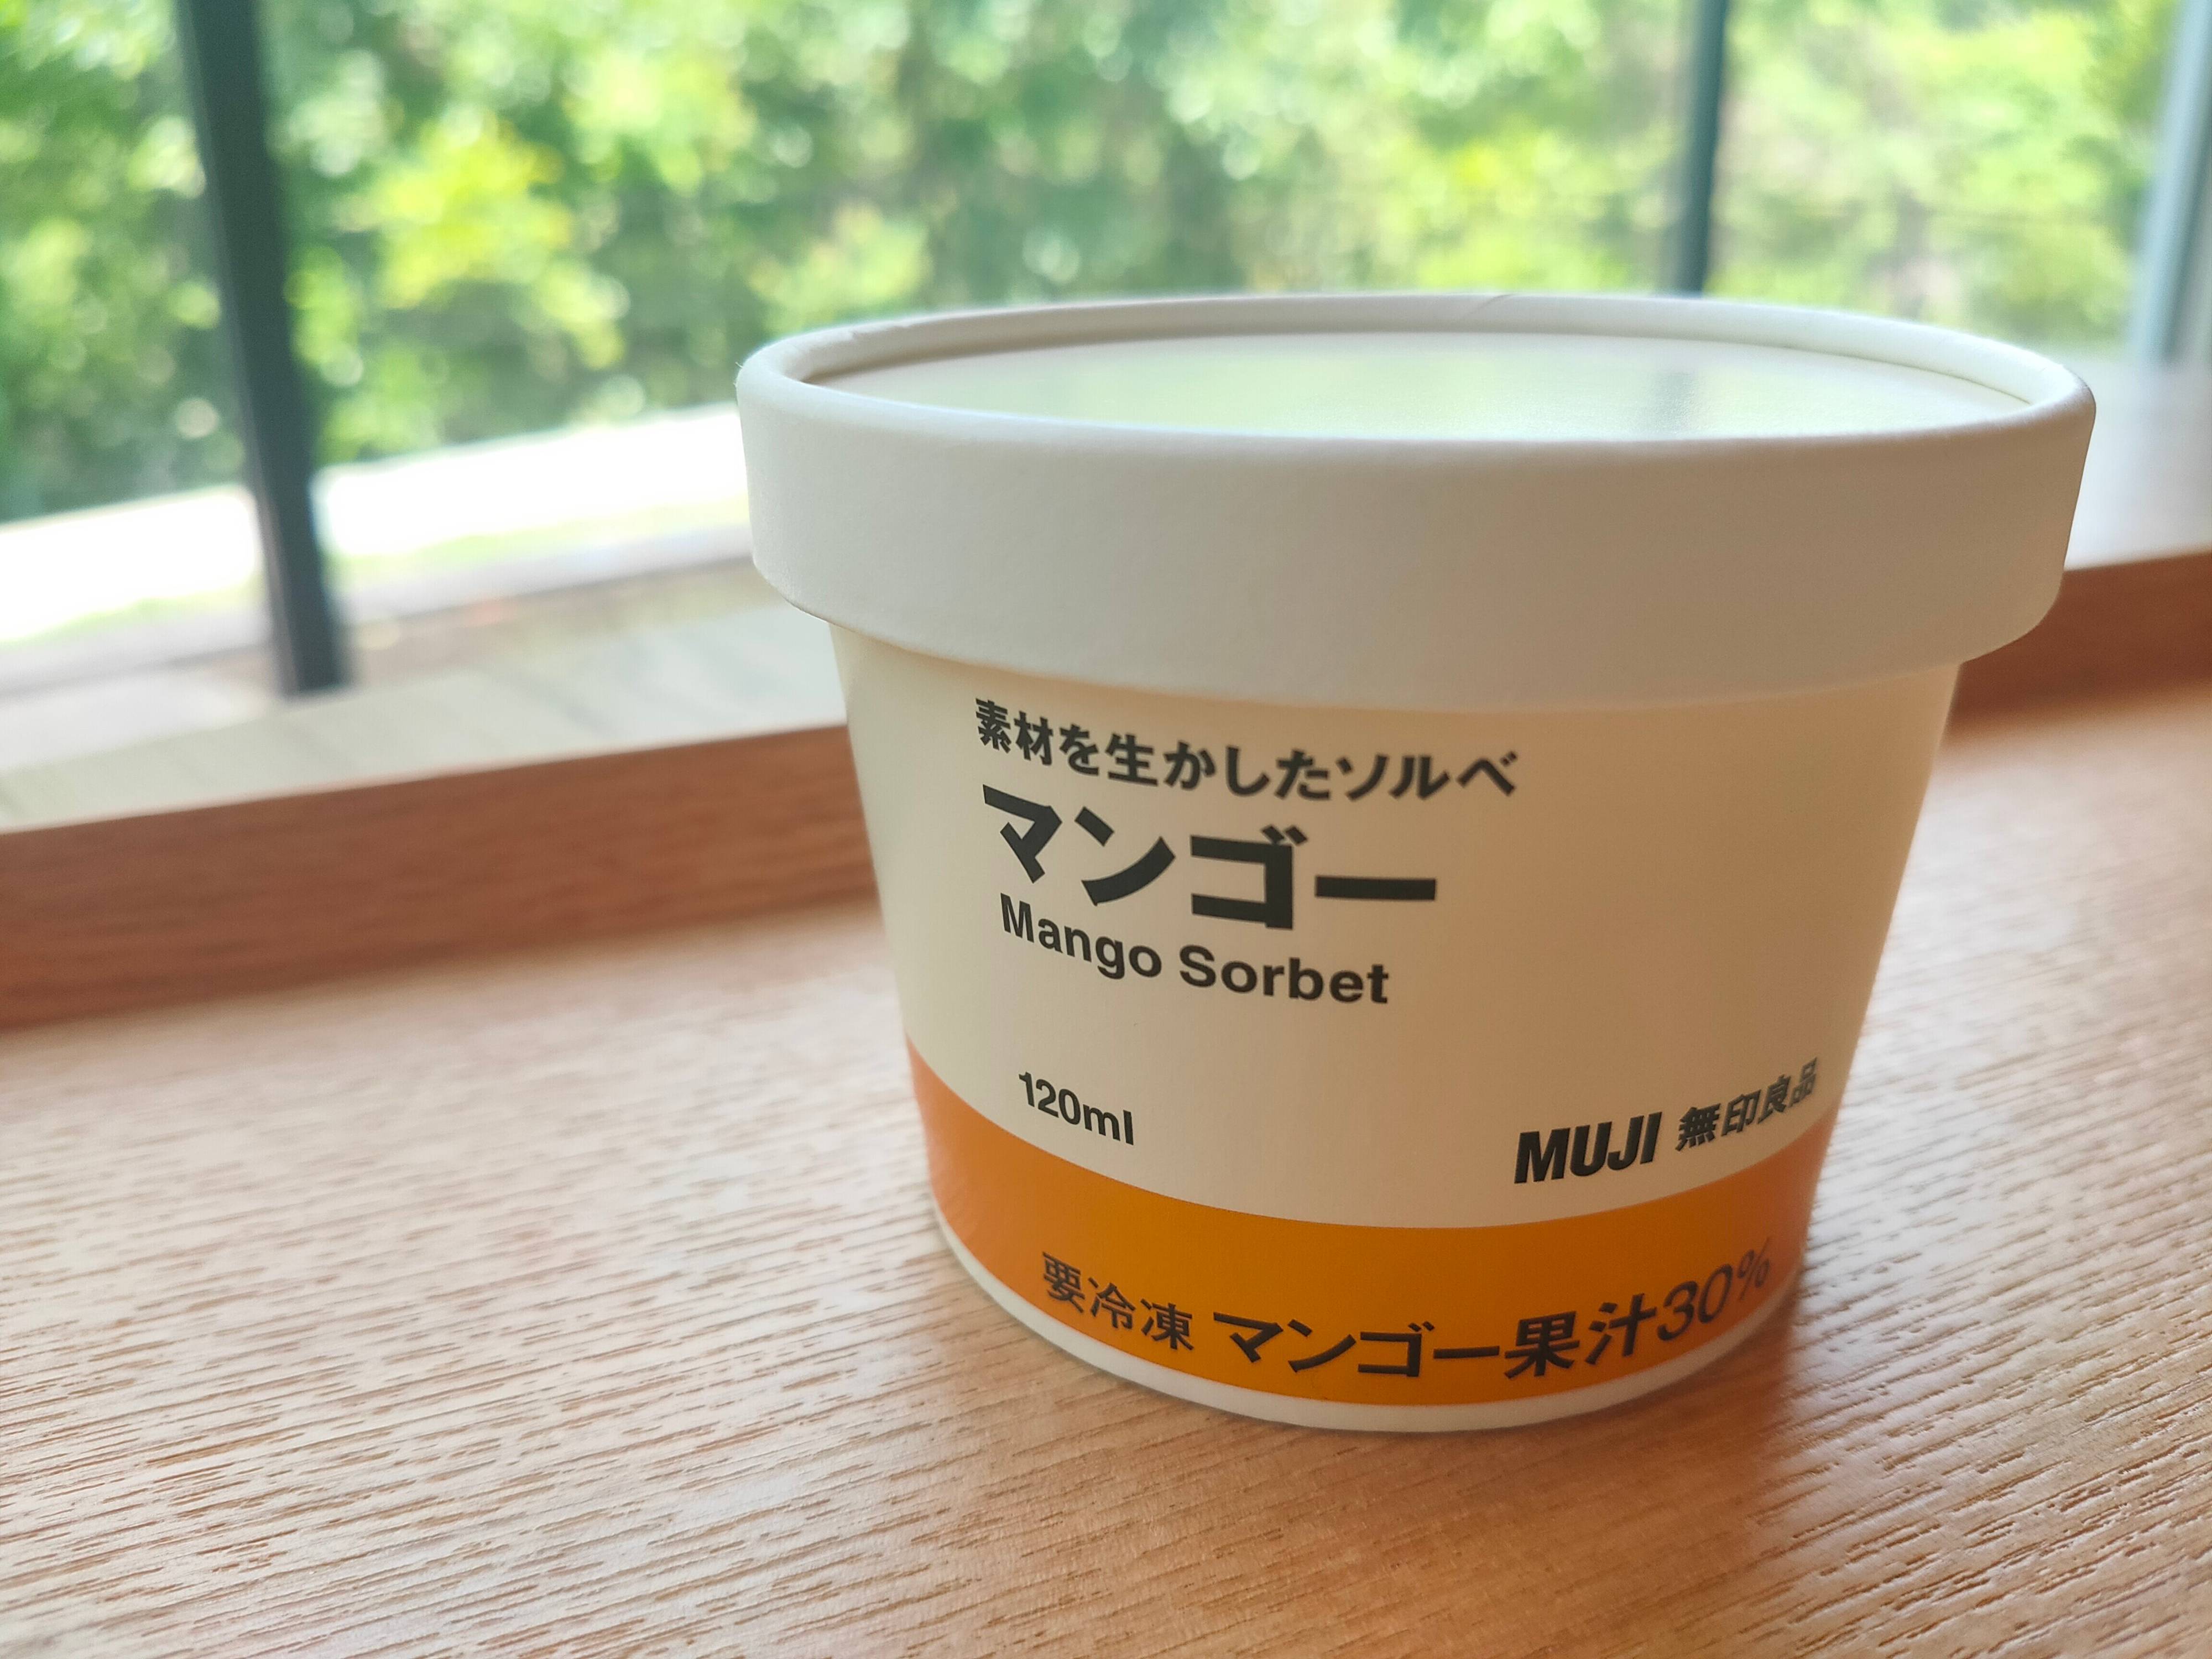 素材を生かしたソルベ
マンゴー
Mango Sorbet
120ml
MUJI 無印良品
要冷凍 マンゴー果汁30%